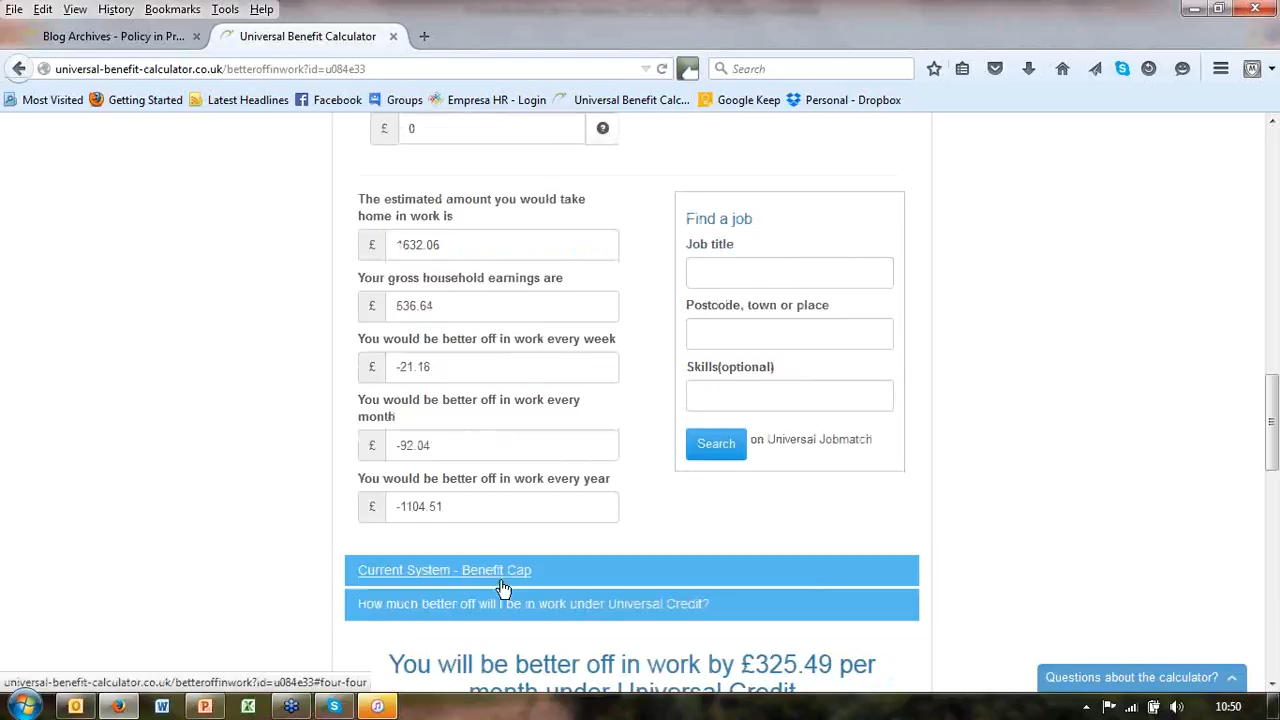 File Edit View History Bookmarks Tools Help
Blog Archives - Policy in Pr... × Universal Benefit Calculator × +
universal-benefit-calculator.co.uk/betteroffinwork?id=u084e33 Search
Most Visited Getting Started Latest Headlines Facebook Groups Empresa HR - Login Universal Benefit Calc... Google Keep Personal - Dropbox
£ 0 ?
The estimated amount you would take
home in work is
£ 1632.06
Your gross household earnings are
£ 536.64
You would be better off in work every week
£ -21.18
You would be better off in work every
month
£ -92.04
You would be better off in work every year
£ -1104.51
Find a job
Job title
Postcode, town or place
Skills(optional)
Search on Universal Jobmatch
Current System - Benefit Cap
How much better off will I be in work under Universal Credit?
You will be better off in work by £325.49 per
month under Universal Credit
universal-benefit-calculator.co.uk/betteroffinwork?id=u084e33#four-four
Questions about the calculator?
10:50